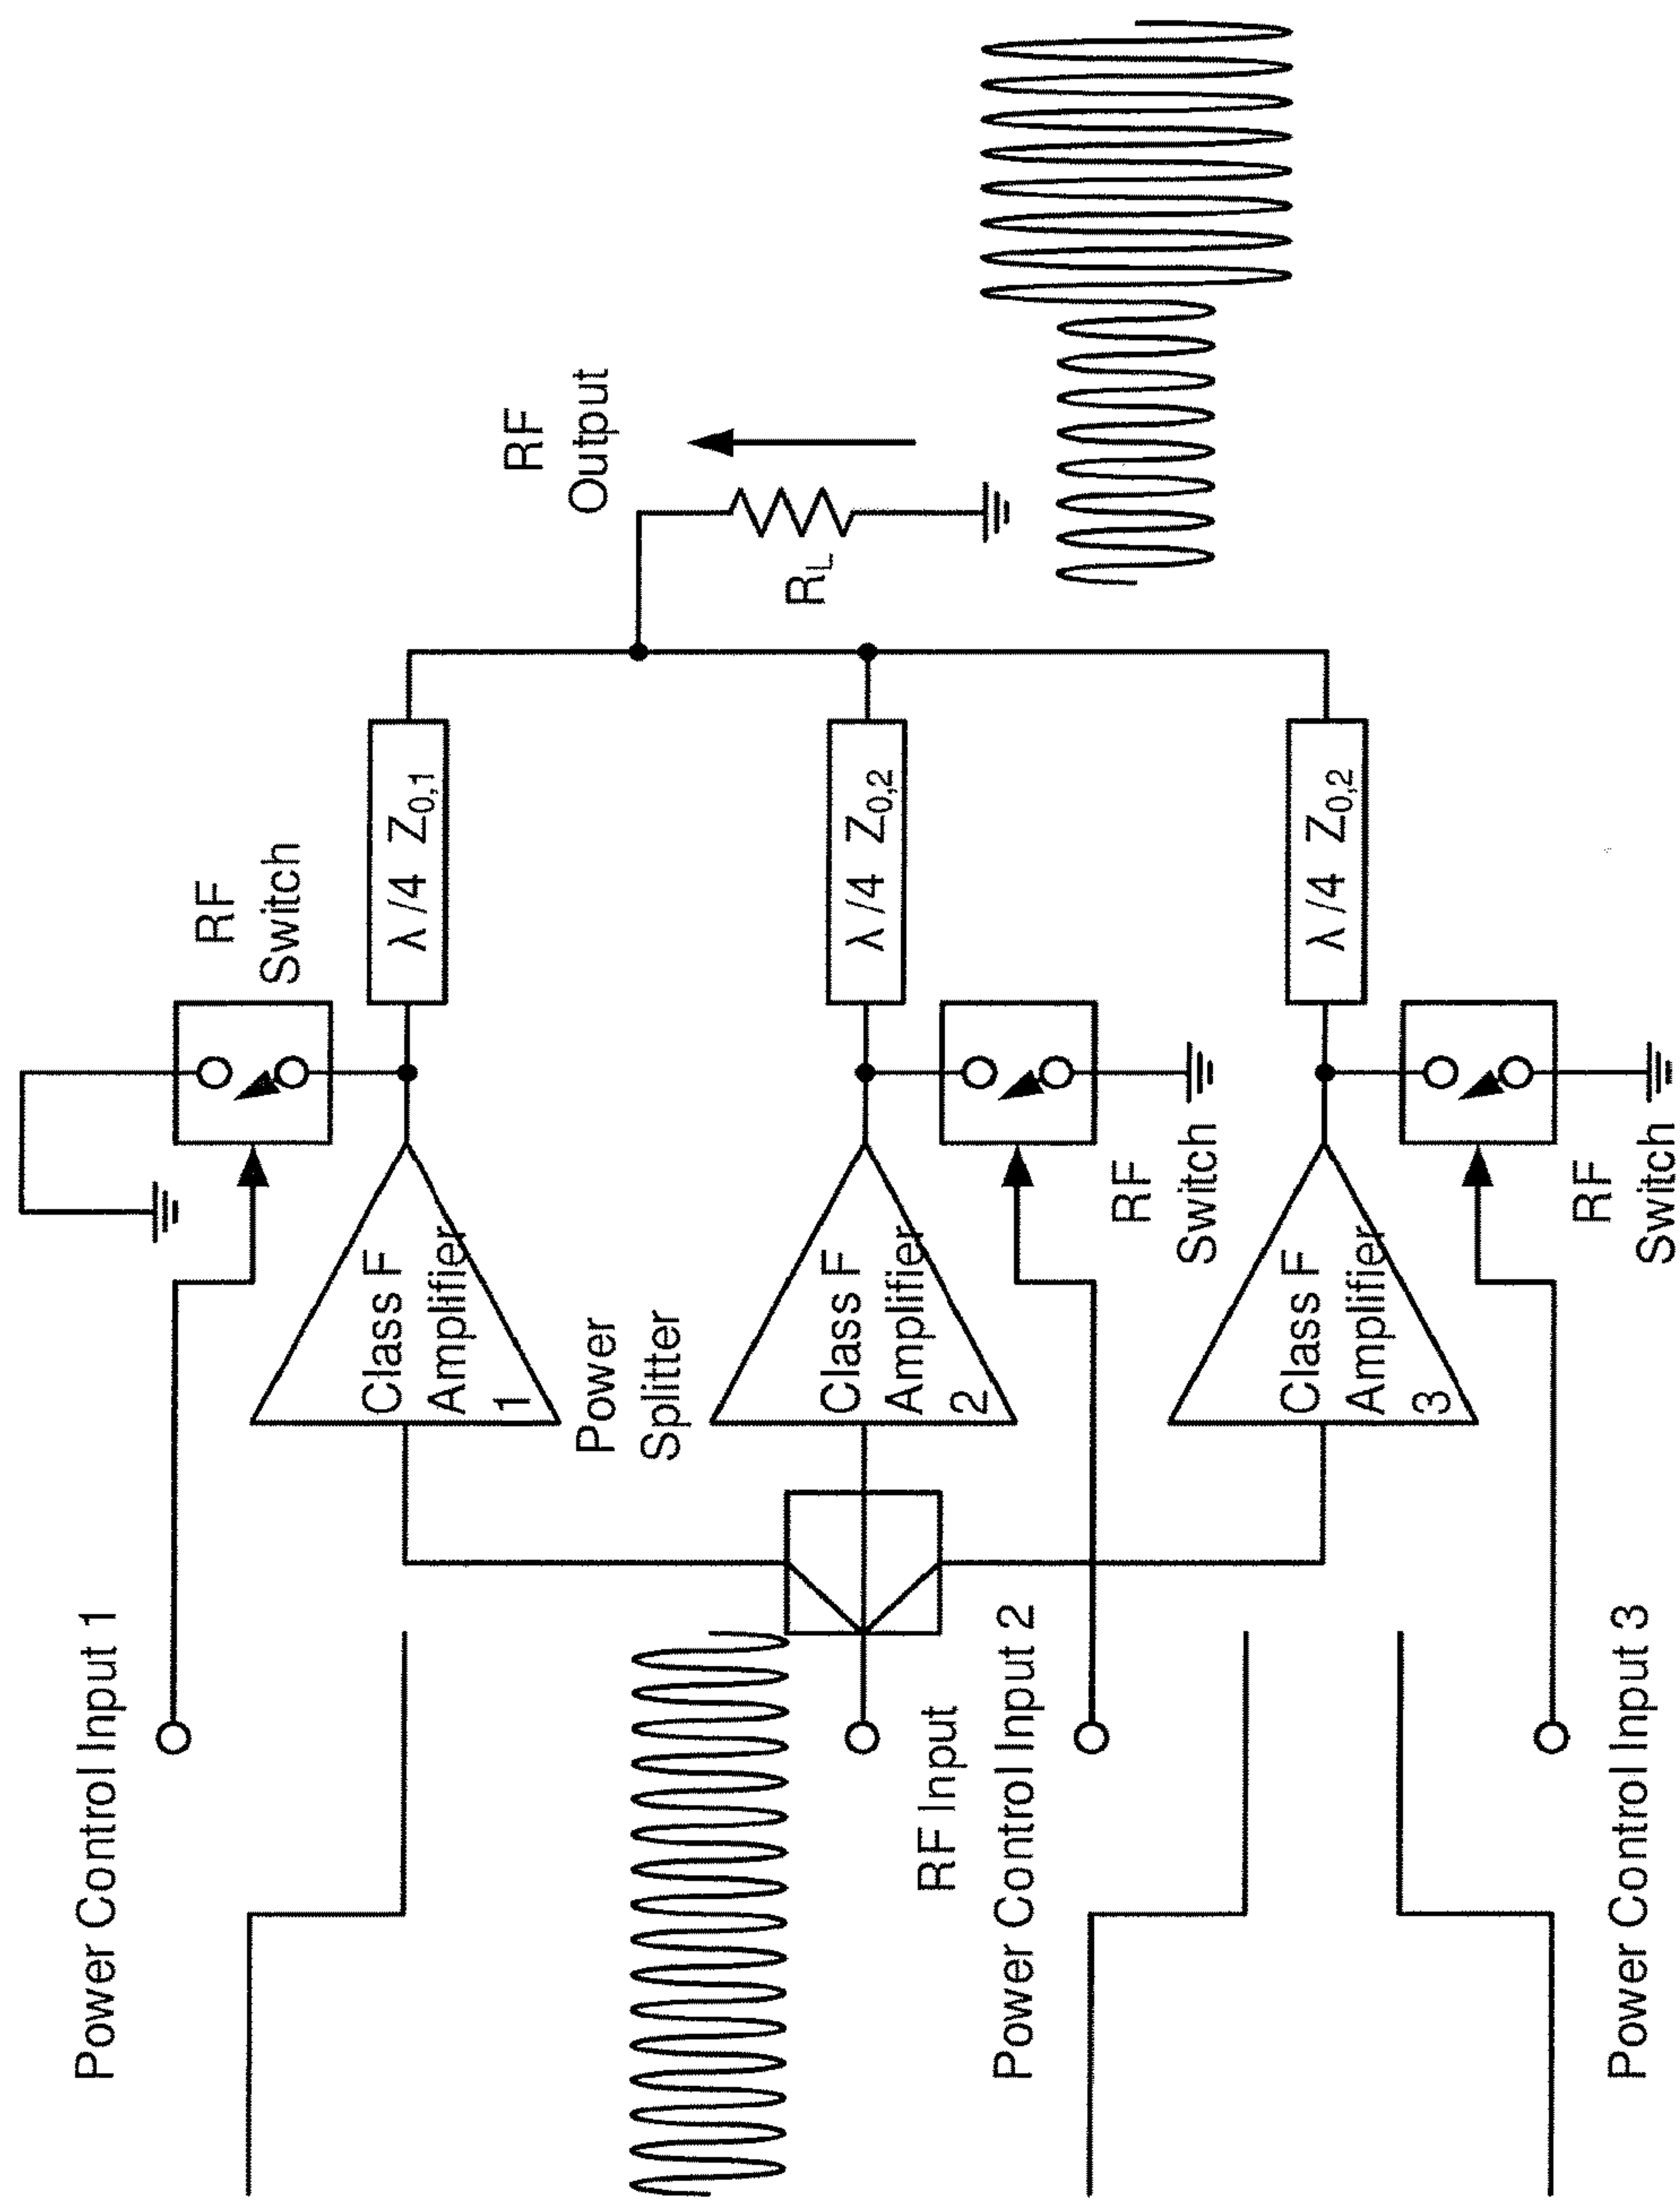 Power Control Input 1
RF
Switch
Class F
Amplifier
1
λ/4 Z0,1
RF
Output
RL
Power
Splitter
RF Input
Class F
Amplifier
2
λ/4 Z0,2
Power Control Input 2
RF
Switch
Class F
Amplifier
3
λ/4 Z0,2
RF
Switch
Power Control Input 3